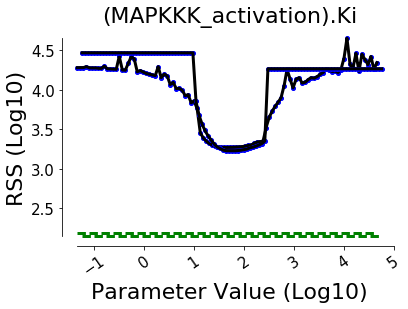 (MAPKKK_activation).Ki
RSS (Log10)
4.5
4.0
3.5
3.0
2.5
−1 0 1 2 3 4 5
Parameter Value (Log10)